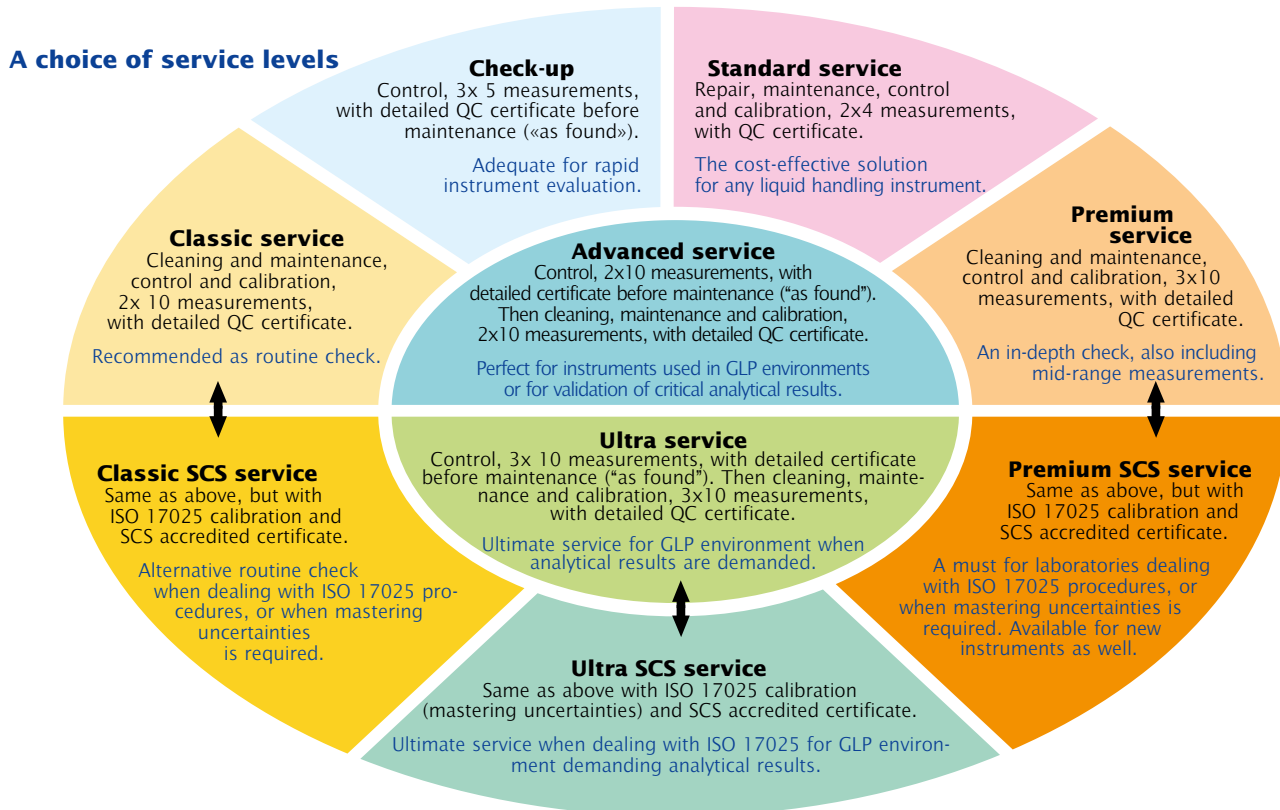 A choice of service levels
Check-up
Control, 3x 5 measurements,
with detailed QC certificate before
maintenance («as found»).
Adequate for rapid
instrument evaluation.
Standard service
Repair, maintenance, control
and calibration, 2x4 measurements,
with QC certificate.
The cost-effective solution
for any liquid handling instrument.
Classic service
Cleaning and maintenance,
control and calibration,
2x 10 measurements,
with detailed QC certificate.
Recommended as routine check.
Advanced service
Control, 2x10 measurements, with
detailed certificate before maintenance (“as found”).
Then cleaning, maintenance and calibration,
2x10 measurements, with detailed QC certificate.
Perfect for instruments used in GLP environments
or for validation of critical analytical results.
Premium
service
Cleaning and maintenance,
control and calibration, 3x10
measurements, with detailed
QC certificate.
An in-depth check, also including
mid-range measurements.
Classic SCS service
Same as above, but with
ISO 17025 calibration and
SCS accredited certificate.
Alternative routine check
when dealing with ISO 17025 pro-
cedures, or when mastering
uncertainties
is required.
Ultra service
Control, 3x 10 measurements, with detailed certificate
before maintenance (“as found”). Then cleaning, mainte-
nance and calibration, 3x10 measurements,
with detailed QC certificate.
Ultimate service for GLP environment when
analytical results are demanded.
Premium SCS service
Same as above, but with
ISO 17025 calibration and
SCS accredited certificate.
A must for laboratories dealing
with ISO 17025 procedures, or
when mastering uncertainties is
required. Available for new
instruments as well.
Ultra SCS service
Same as above with ISO 17025 calibration
(mastering uncertainties) and SCS accredited certificate.
Ultimate service when dealing with ISO 17025 for GLP environ-
ment demanding analytical results.